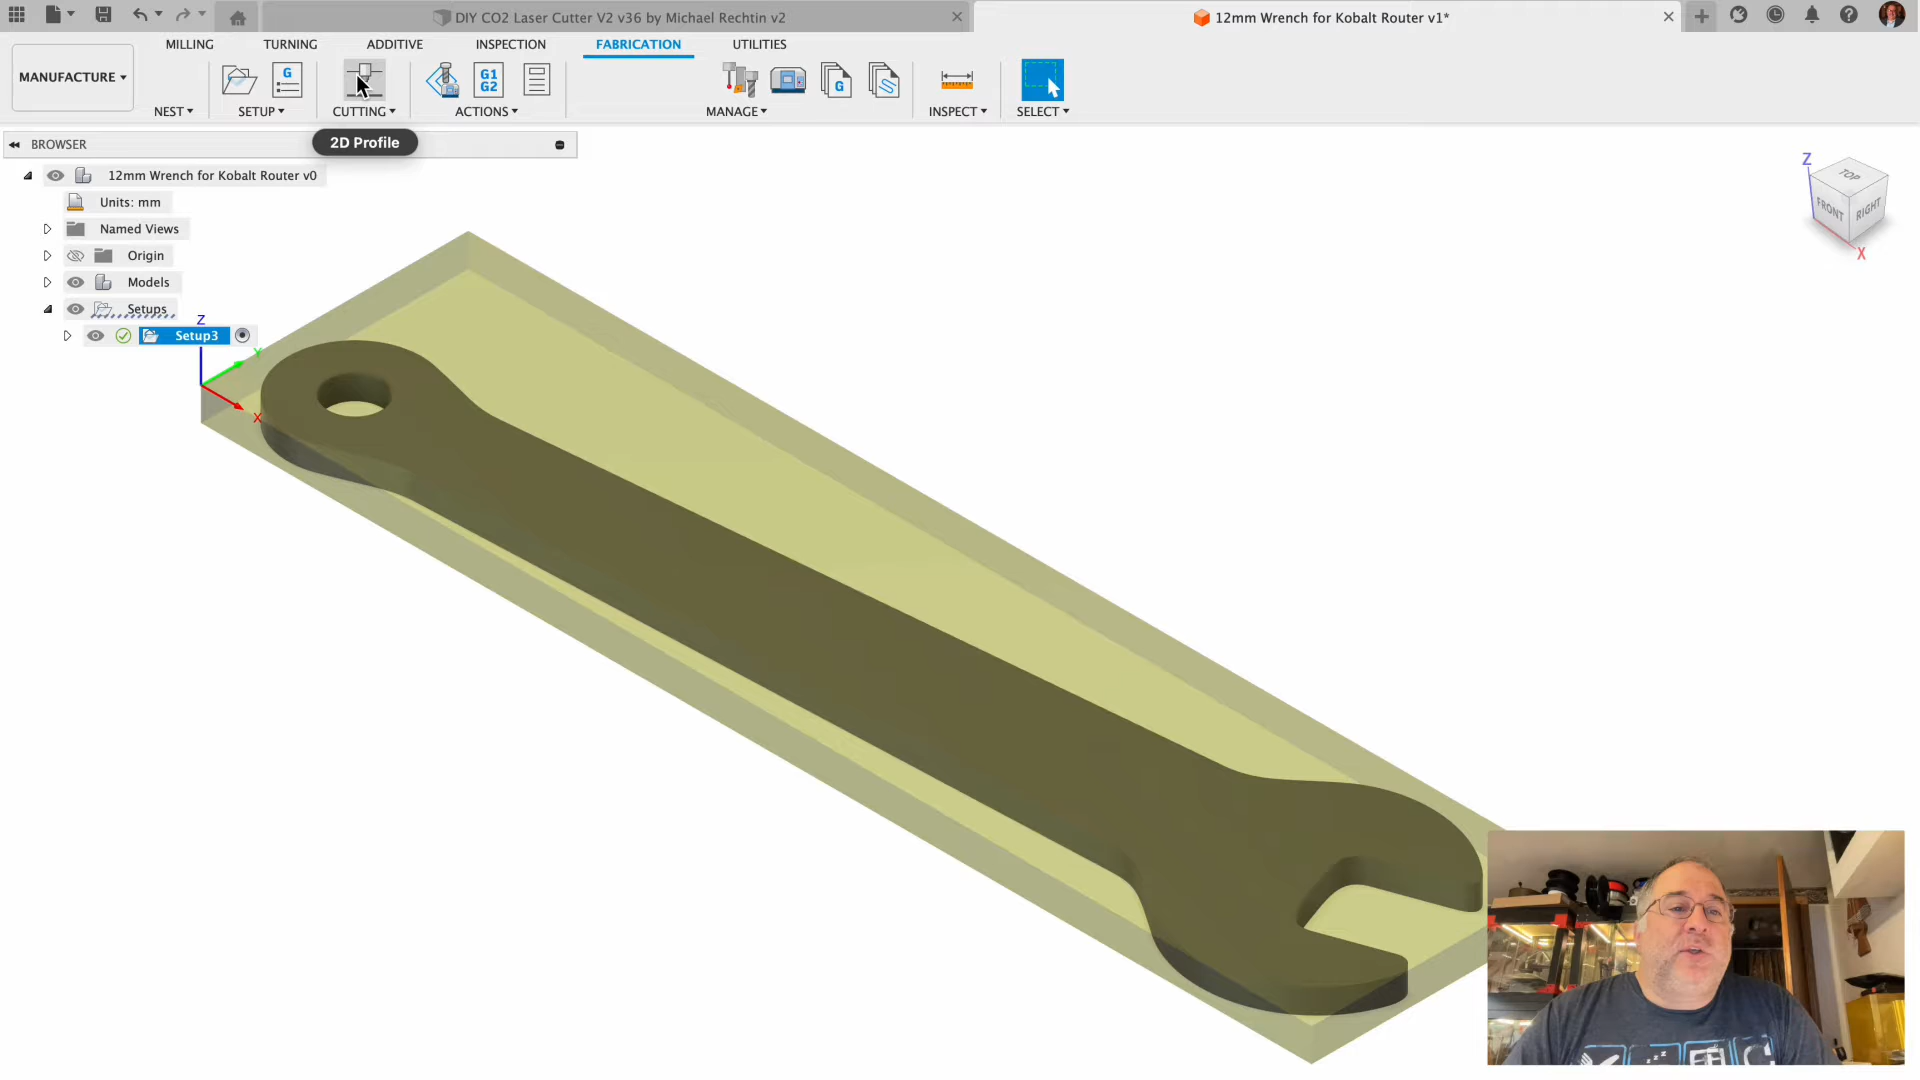 DIY CO2 Laser Cutter V2 v36 by Michael Rechtin v2
12mm Wrench for Kobalt Router v1*
MILLING TURNING ADDITIVE INSPECTION FABRICATION UTILITIES
MANUFACTURE
G
G1
G2
G
NEST SETUP CUTTING ACTIONS MANAGE INSPECT SELECT
2D Profile
BROWSER
12mm Wrench for Kobalt Router v0
Units: mm
Named Views
Origin
Models
Setups
Setup3
Z
Y
X
Z
TOP
FRONT
RIGHT
X